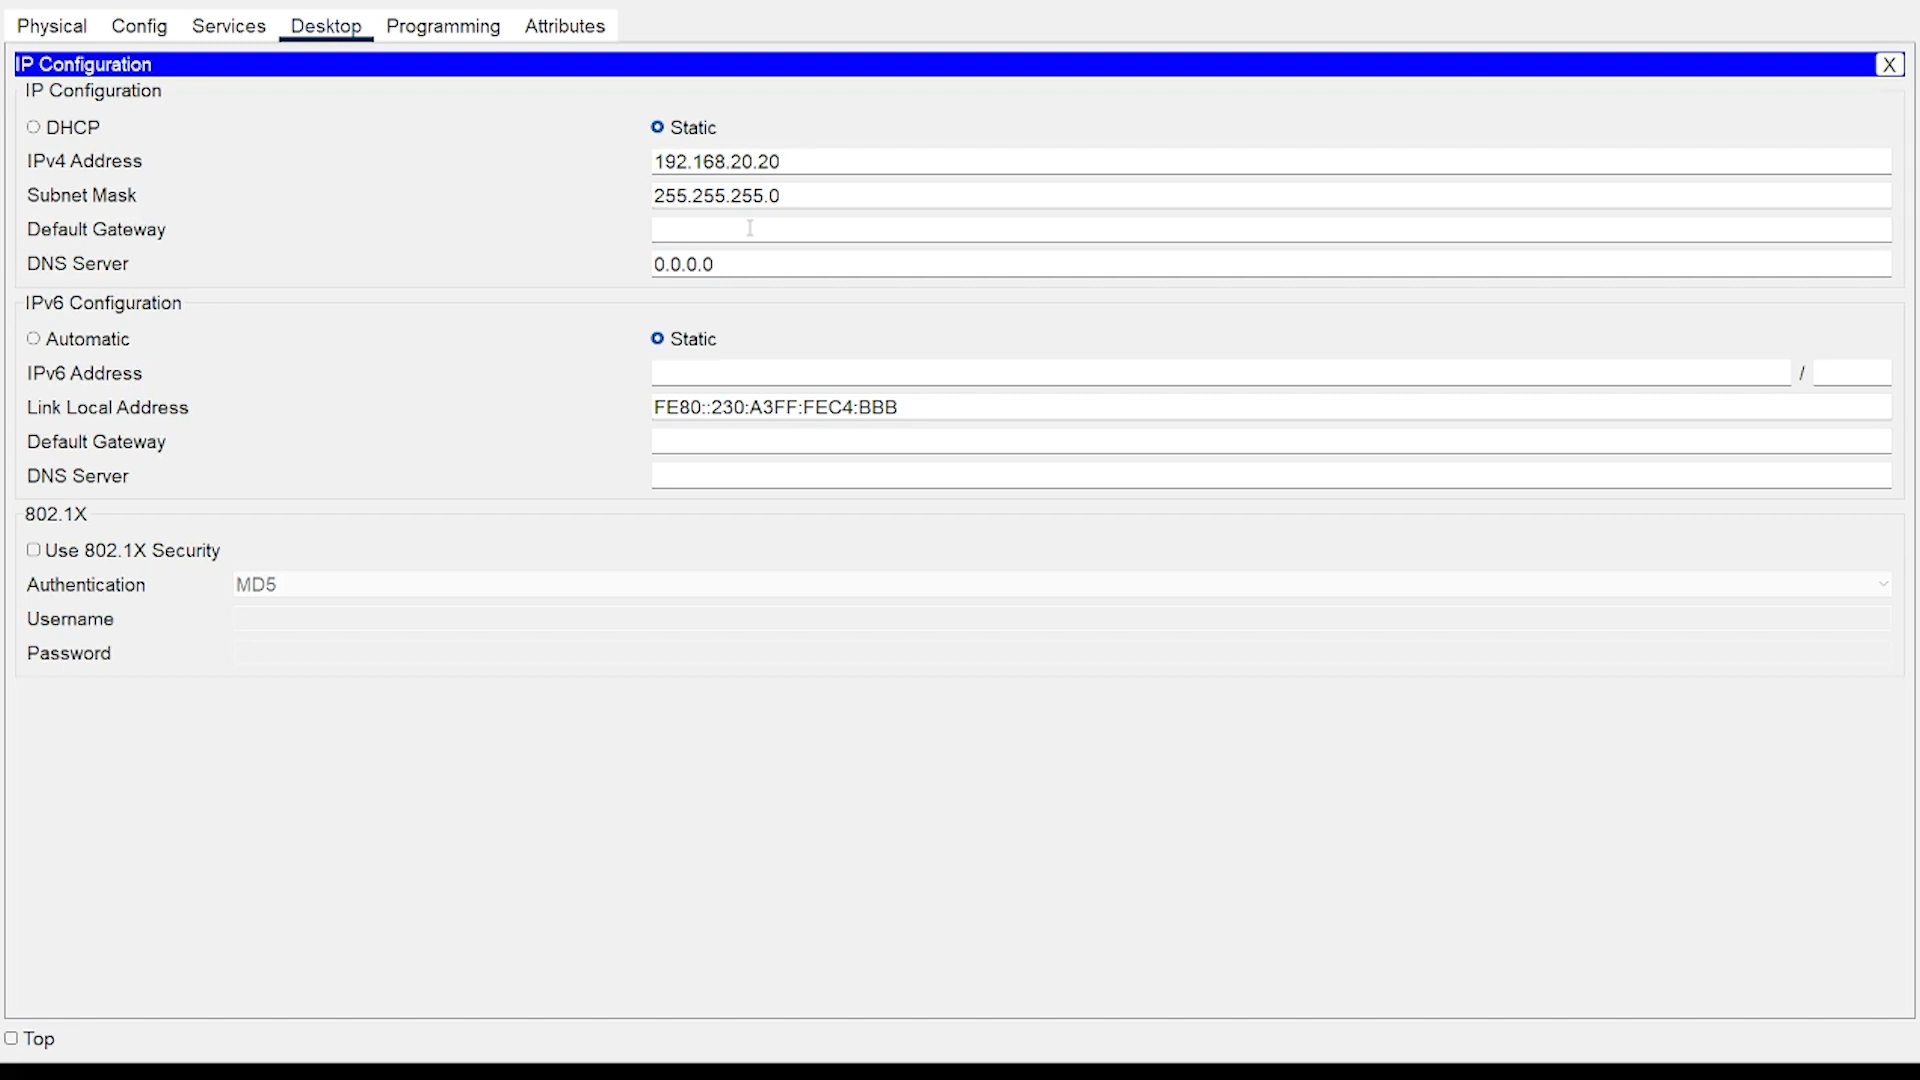 Physical Config Services Desktop Programming Attributes
IP Configuration X
IP Configuration
DHCP Static
IPv4 Address 192.168.20.20
Subnet Mask 255.255.255.0
Default Gateway
DNS Server 0.0.0.0
IPv6 Configuration
Automatic Static
IPv6 Address /
Link Local Address FE80::230:A3FF:FEC4:BBB
Default Gateway
DNS Server
802.1X
Use 802.1X Security
Authentication MD5
Username
Password
Top